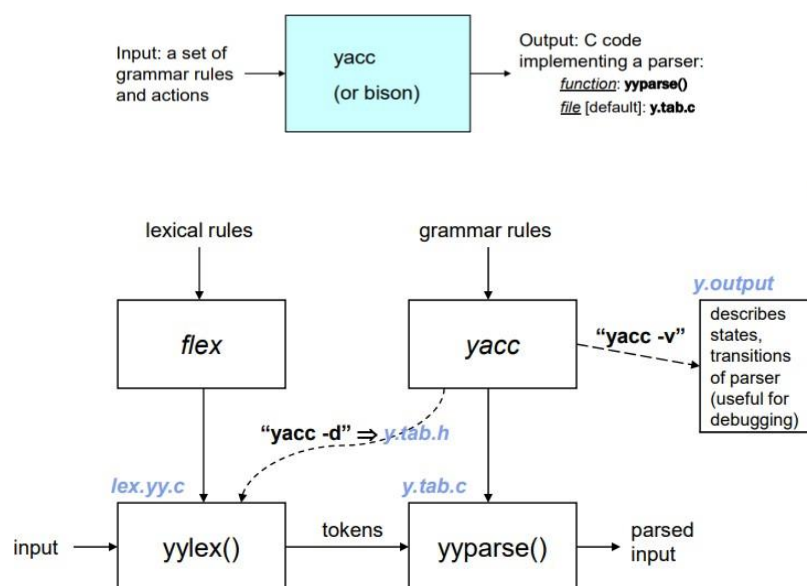 Input: a set of
grammar rules
and actions
yacc
(or bison)
Output: C code
implementing a parser:
function: yyparse()
file [default]: y.tab.c
lexical rules
grammar rules
y.output
flex
yacc
"yacc -v"
describes
states,
transitions
of parser
(useful for
debugging)
"yacc -d" ⇒ y.tab.h
lex.yy.c
y.tab.c
input
yylex()
tokens
yyparse()
parsed
input